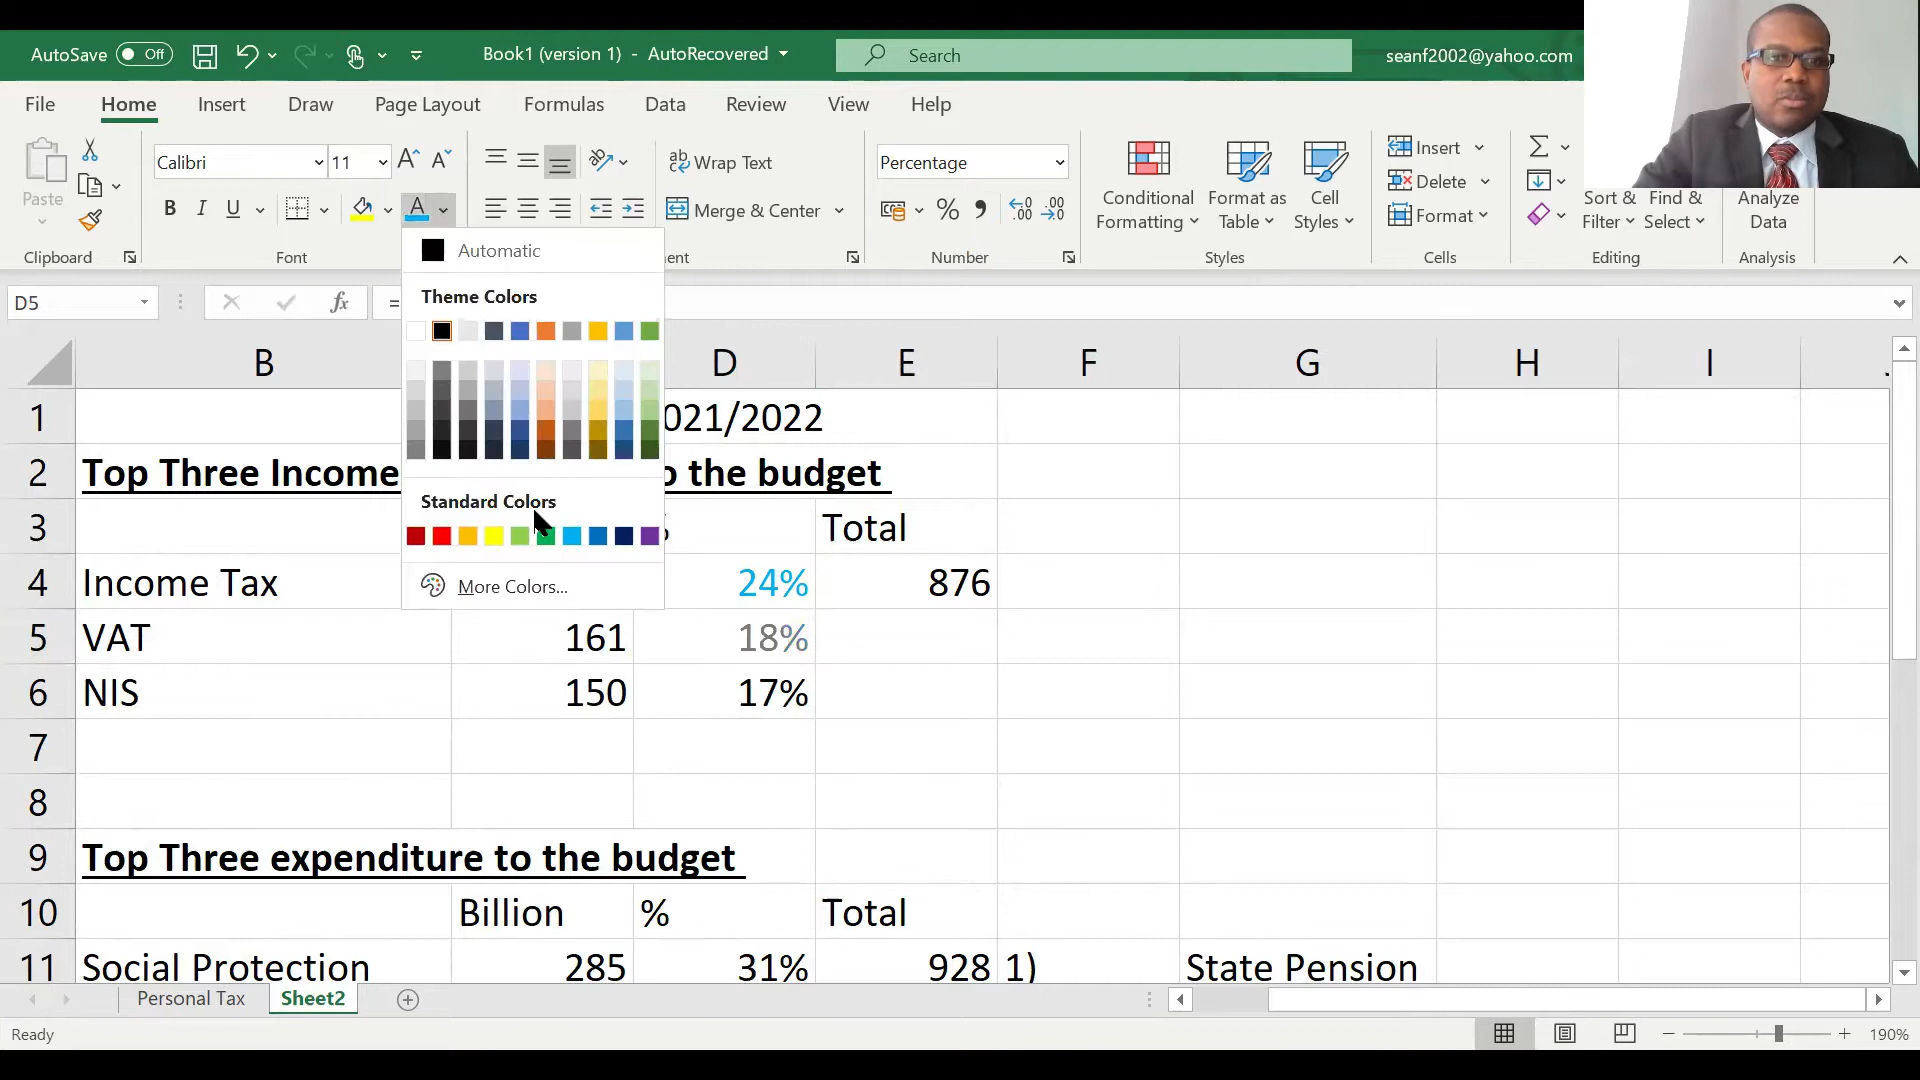 AutoSave Off Book1 (version 1) - AutoRecovered Search seanf2002@yahoo.com
File Home Insert Draw Page Layout Formulas Data Review View Help
Paste
Calibri 11 A A
B I U A
ab Wrap Text
Merge & Center
Percentage
% 9
Conditional Formatting
Format as Table
Cell Styles
Insert
Delete
Format
Sort & Filter
Find & Select
Analyze Data
Clipboard Font ment Number Styles Cells Editing Analysis
D5 fx =
Automatic
Theme Colors
Standard Colors
More Colors...
B D E F G H I
1 021/2022
2 Top Three Income o the budget
3 Total
4 Income Tax 24% 876
5 VAT 161 18%
6 NIS 150 17%
7
8
9 Top Three expenditure to the budget
10 Billion % Total
11 Social Protection 285 31% 928 1) State Pension
Personal Tax Sheet2
Ready 190%